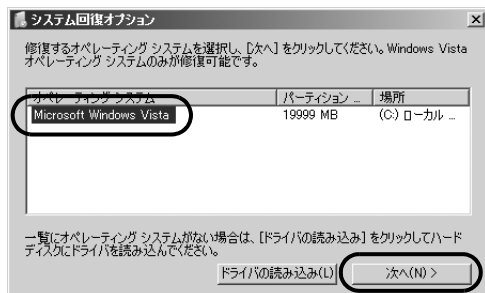 システム回復オプション
修復するオペレーティング システムを選択し、[次へ] をクリックしてください。Windows Vista
オペレーティング システムのみが修復可能です。
オペレーティング システム パーティション ... 場所
Microsoft Windows Vista 19999 MB (C:) ローカル ...
一覧にオペレーティング システムがない場合は、[ドライバの読み込み] をクリックしてハード
ディスクにドライバを読み込んでください。
ドライバの読み込み(L) 次へ(N) >